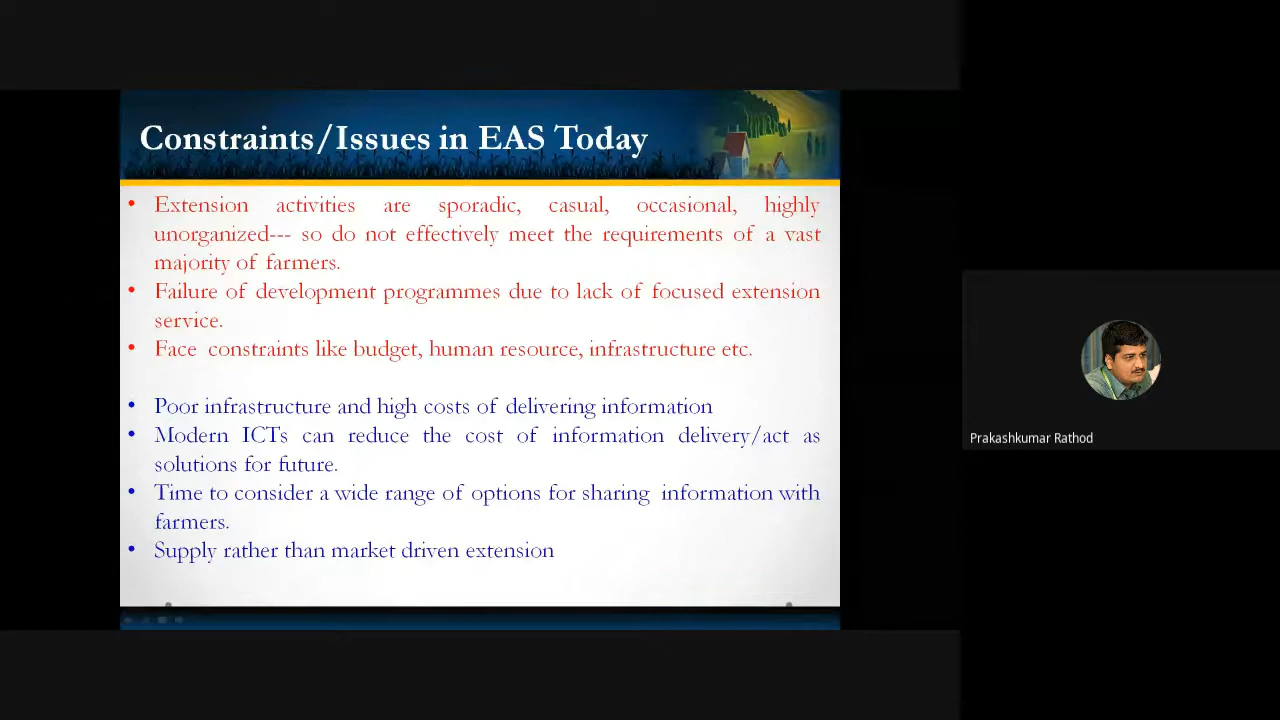 Constraints/Issues in EAS Today
• Extension activities are sporadic, casual, occasional, highly
unorganized--- so do not effectively meet the requirements of a vast
majority of farmers.
• Failure of development programmes due to lack of focused extension
service.
• Face constraints like budget, human resource, infrastructure etc.
• Poor infrastructure and high costs of delivering information
• Modern ICTs can reduce the cost of information delivery/act as
solutions for future.
• Time to consider a wide range of options for sharing information with
farmers.
• Supply rather than market driven extension
Prakashkumar Rathod